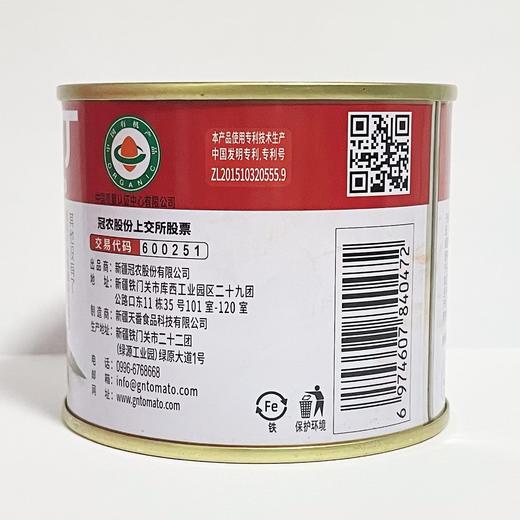 丁
中国有机产品
ORGANIC
本产品使用专利技术生产
中国发明专利,专利号
ZL201510320555.9
冠农股份上交所股票
交易代码 600251
出品商:新疆冠农股份有限公司
地址:新疆铁门关市库西工业园区二十九团
公路口东11栋35号101室-120室
制造商:新疆天番食品科技有限公司
生产地址:新疆铁门关市二十二团
(绿源工业园)绿原大道1号
电话:0996-6768668
邮箱:info@gntomato.com
网址:www.gntomato.com
Fe
铁
保护环境
6974607840472